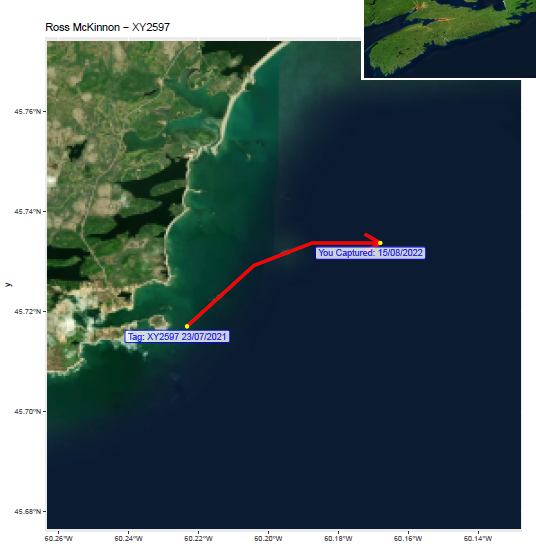 Ross McKinnon – XY2597
45.76°N
45.74°N
You Captured: 15/08/2022
y
45.72°N
Tag: XY2597 23/07/2021
45.70°N
45.68°N
60.26°W 60.24°W 60.22°W 60.20°W 60.18°W 60.16°W 60.14°W